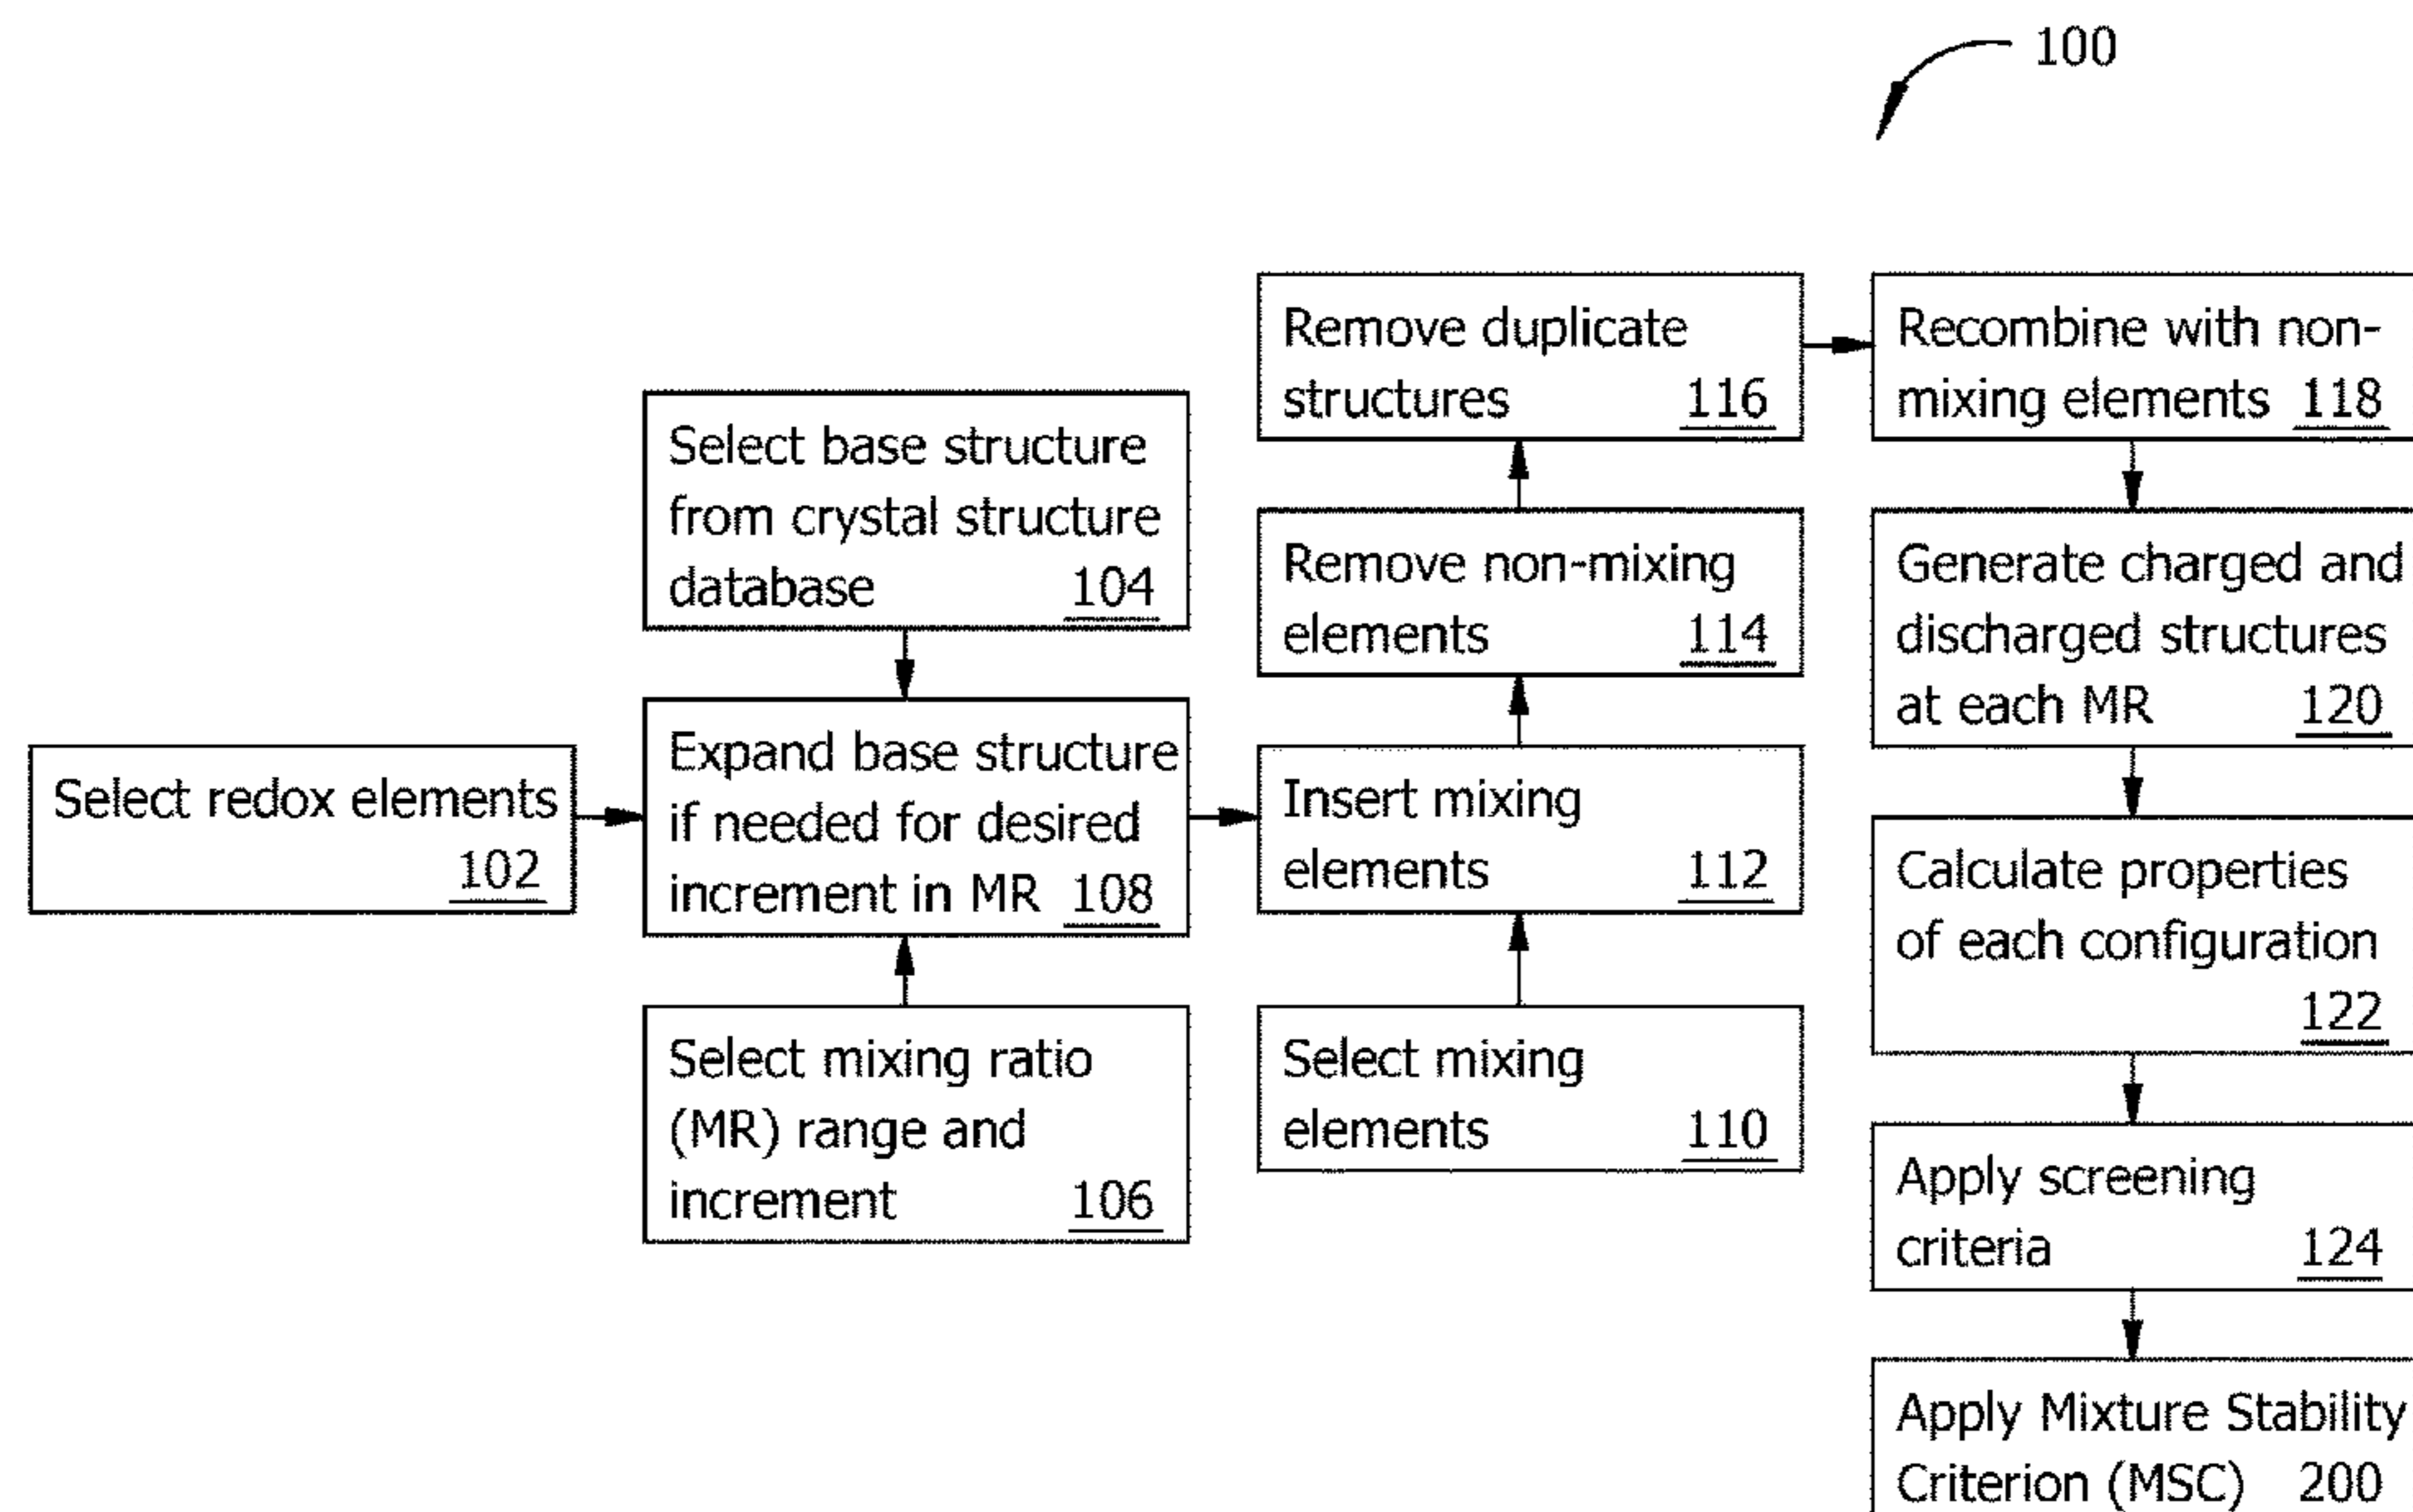 100
Select redox elements
102
Select base structure
from crystal structure
database 104
Expand base structure
if needed for desired
increment in MR 108
Select mixing ratio
(MR) range and
increment 106
Remove duplicate
structures 116
Remove non-mixing
elements 114
Insert mixing
elements 112
Select mixing
elements 110
Recombine with non-
mixing elements 118
Generate charged and
discharged structures
at each MR 120
Calculate properties
of each configuration
122
Apply screening
criteria 124
Apply Mixture Stability
Criterion (MSC) 200